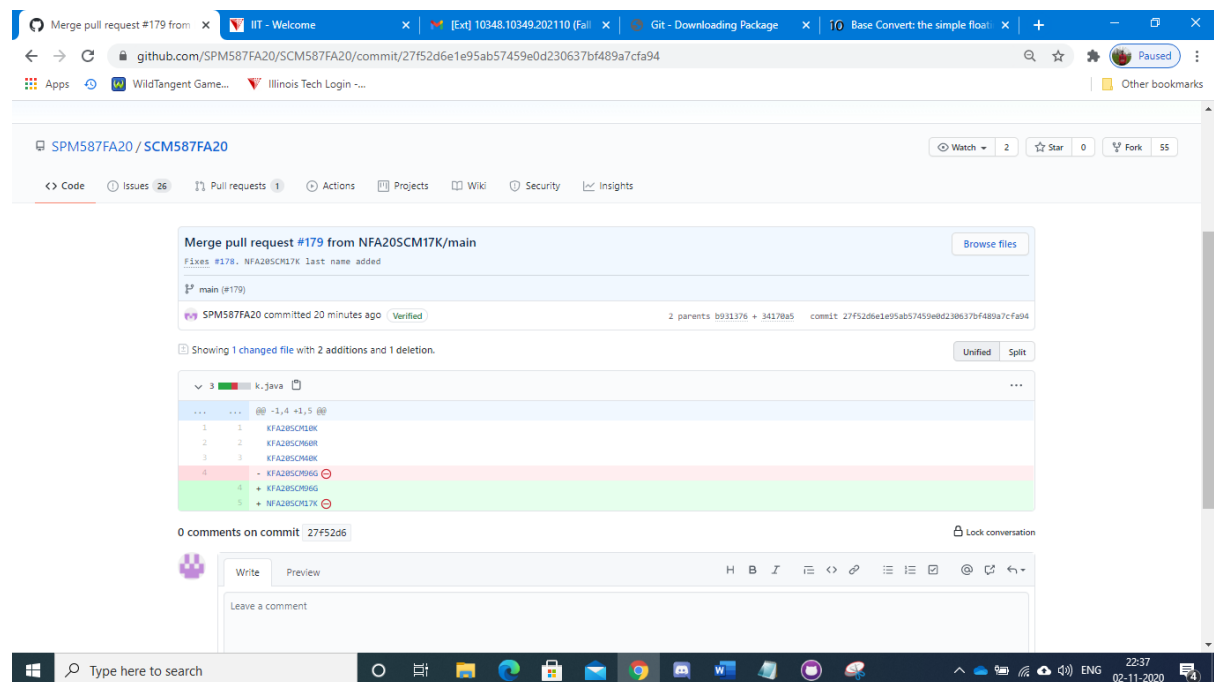 Merge pull request #179 from
IIT - Welcome
[Ext] 10348.10349.202110 (Fall
Git - Downloading Package
Base Convert: the simple floati
github.com/SPM587FA20/SCM587FA20/commit/27f52d6e1e95ab57459e0d230637bf489a7cfa94
Paused
Apps
WildTangent Game...
Illinois Tech Login -...
Other bookmarks
SPM587FA20 / SCM587FA20
Watch 2
Star 0
Fork 55
<> Code
Issues 26
Pull requests 1
Actions
Projects
Wiki
Security
Insights
Merge pull request #179 from NFA20SCM17K/main
Browse files
Fixes #178. NFA20SCM17K last name added
main (#179)
SPM587FA20 committed 20 minutes ago Verified
2 parents b931376 + 34170a5 commit 27f52d6e1e95ab57459e0d230637bf489a7cfa94
Showing 1 changed file with 2 additions and 1 deletion.
Unified Split
3 k.java
...
... ... @@ -1,4 +1,5 @@
1 1 KFA20SCM10K
2 2 KFA20SCM60R
3 3 KFA20SCM40K
4 - KFA20SCM96G
4 + KFA20SCM96G
5 + NFA20SCM17K
0 comments on commit 27f52d6
Lock conversation
Write
Preview
H B I
Leave a comment
Type here to search
ENG
22:37
02-11-2020
4